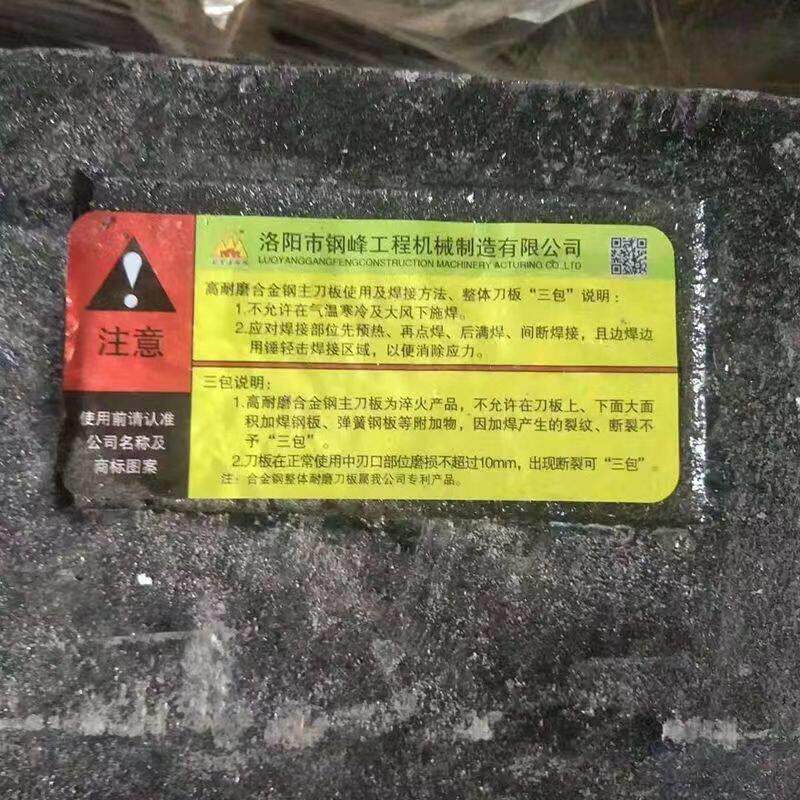 洛阳市钢峰工程机械制造有限公司
LUOYANGGANGFENGCONSTRUCTION MACHINERY ACTURING CO.,LTD
注意
使用前请认准
公司名称及
商标图案
高耐磨合金钢主刀板使用及焊接方法、整体刀板“三包”说明：
1.不允许在气温寒冷及大风下施焊。
2.应对焊接部位先预热、再点焊、后满焊、间断焊接，且边焊边
用锤轻击焊接区域，以便消除应力。
三包说明：
1.高耐磨合金钢主刀板为淬火产品，不允许在刀板上、下面大面
积加焊钢板、弹簧钢板等附加物，因加焊产生的裂纹、断裂不
予“三包”。
2.刀板在正常使用中刃口部位磨损不超过10mm，出现断裂可“三包”
注：合金钢整体耐磨刀板属我公司专利产品。